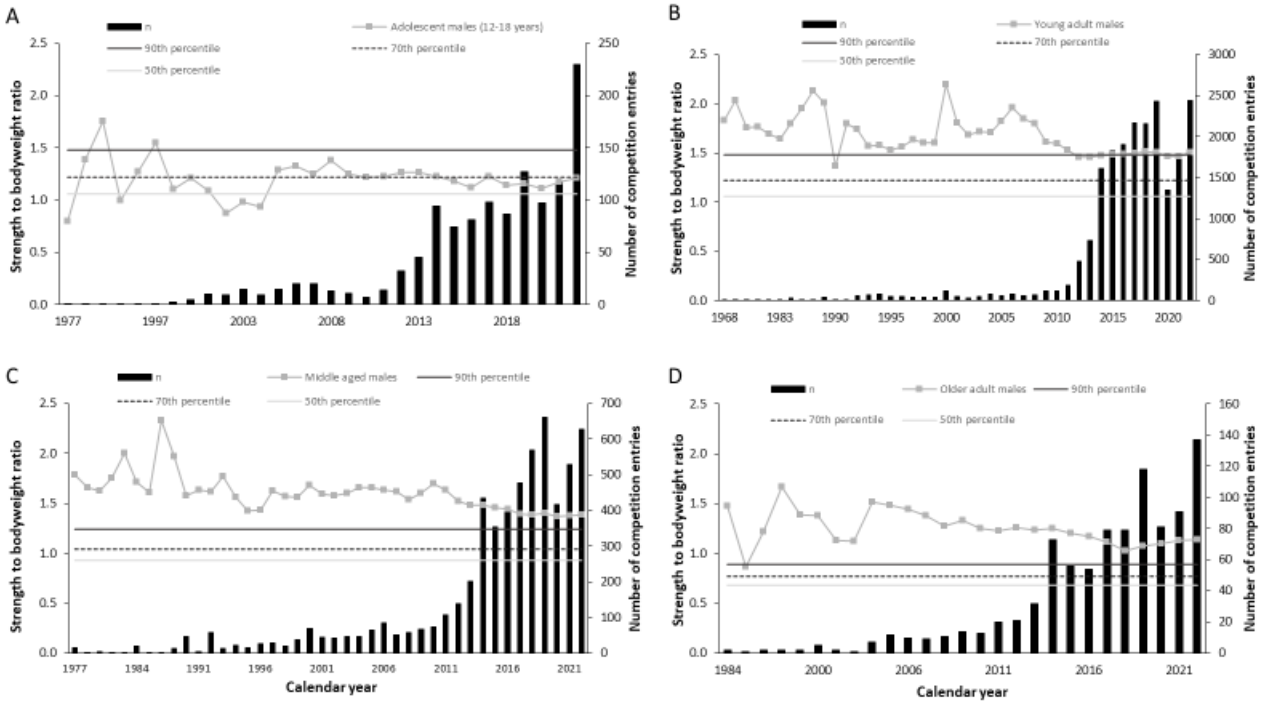 A
n
Adolescent males (12-18 years)
90th percentile
70th percentile
50th percentile
2.5
2.0
1.5
1.0
0.5
0.0
Strength to bodyweight ratio
250
200
150
100
50
0
Number of competition entries
1977 1997 2003 2008 2013 2018
B
n
Young adult males
90th percentile
70th percentile
50th percentile
2.5
2.0
1.5
1.0
0.5
0.0
Strength to bodyweight ratio
3000
2500
2000
1500
1000
500
0
Number of competition entries
1968 1983 1990 1995 2000 2005 2010 2015 2020
C
n
Middle aged males
90th percentile
70th percentile
50th percentile
2.5
2.0
1.5
1.0
0.5
0.0
Strength to bodyweight ratio
700
600
500
400
300
200
100
0
Number of competition entries
1977 1984 1991 1996 2001 2006 2011 2016 2021
Calendar year
D
n
Older adult males
90th percentile
70th percentile
50th percentile
2.5
2.0
1.5
1.0
0.5
0.0
Strength to bodyweight ratio
160
140
120
100
80
60
40
20
0
Number of competition entries
1984 2000 2006 2011 2016 2021
Calendar year